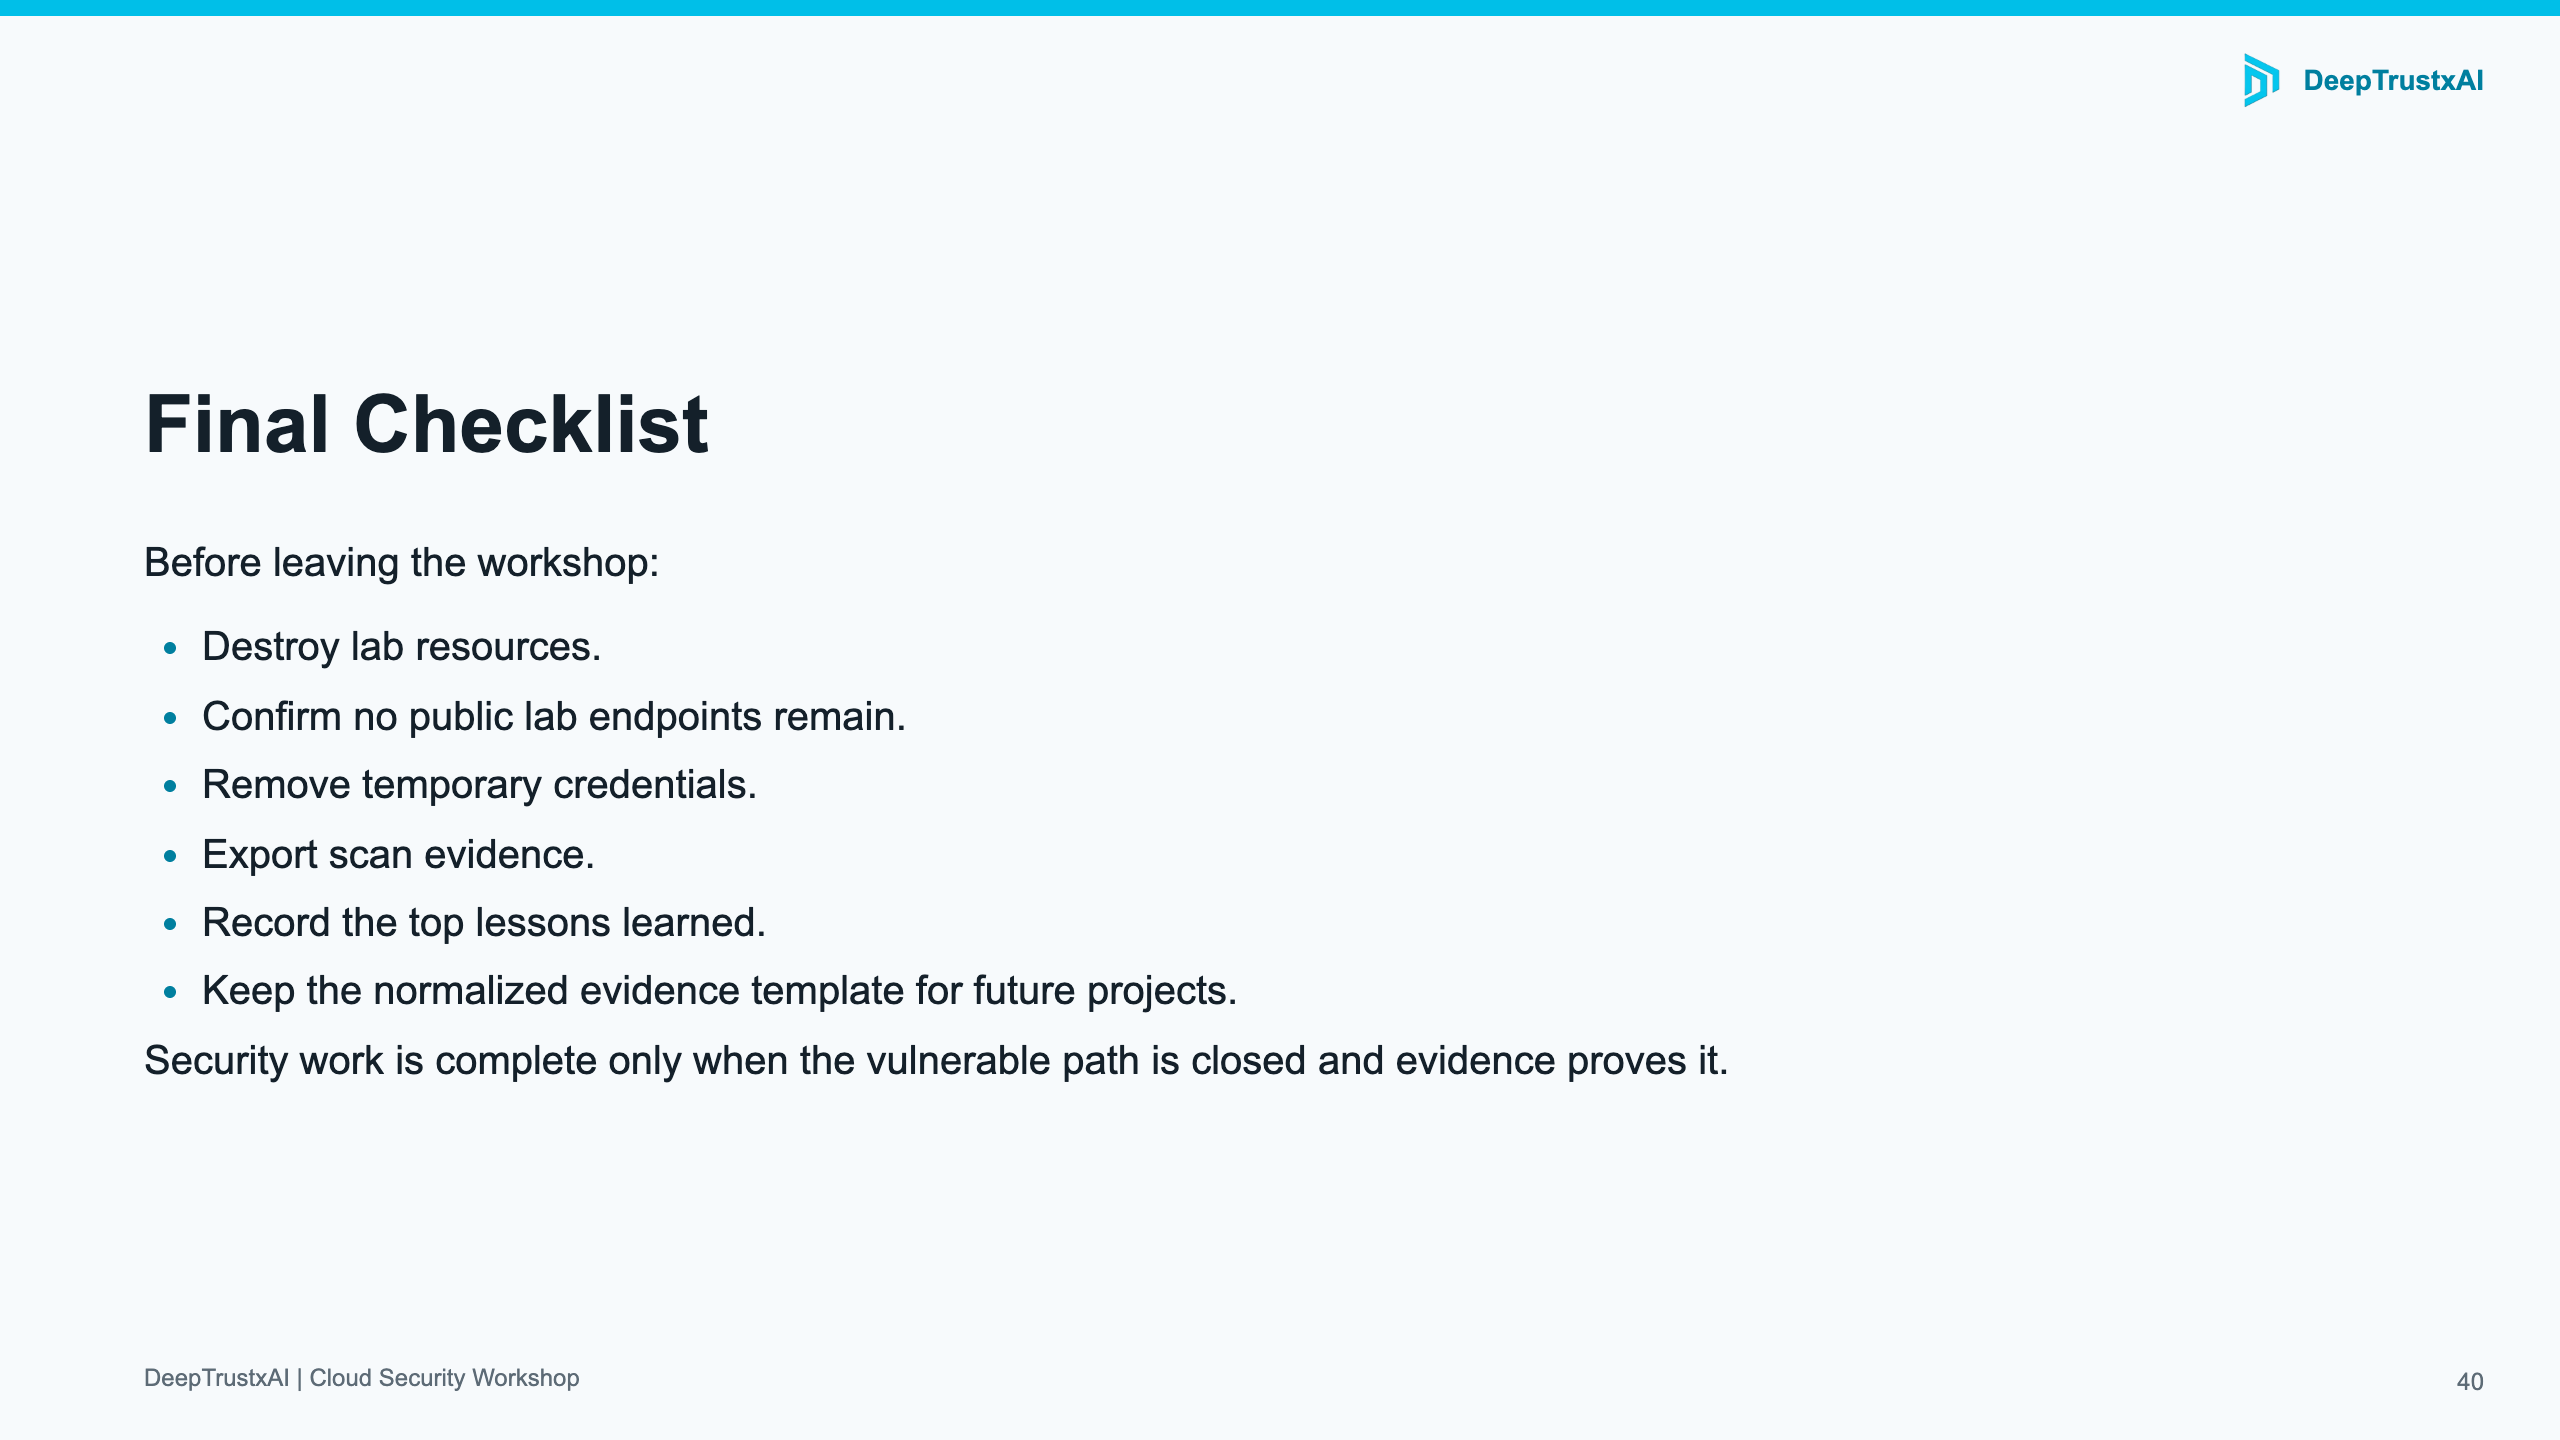 DeepTrustxAI
Final Checklist
Before leaving the workshop:
• Destroy lab resources.
• Confirm no public lab endpoints remain.
• Remove temporary credentials.
• Export scan evidence.
• Record the top lessons learned.
• Keep the normalized evidence template for future projects.
Security work is complete only when the vulnerable path is closed and evidence proves it.
DeepTrustxAI | Cloud Security Workshop
40